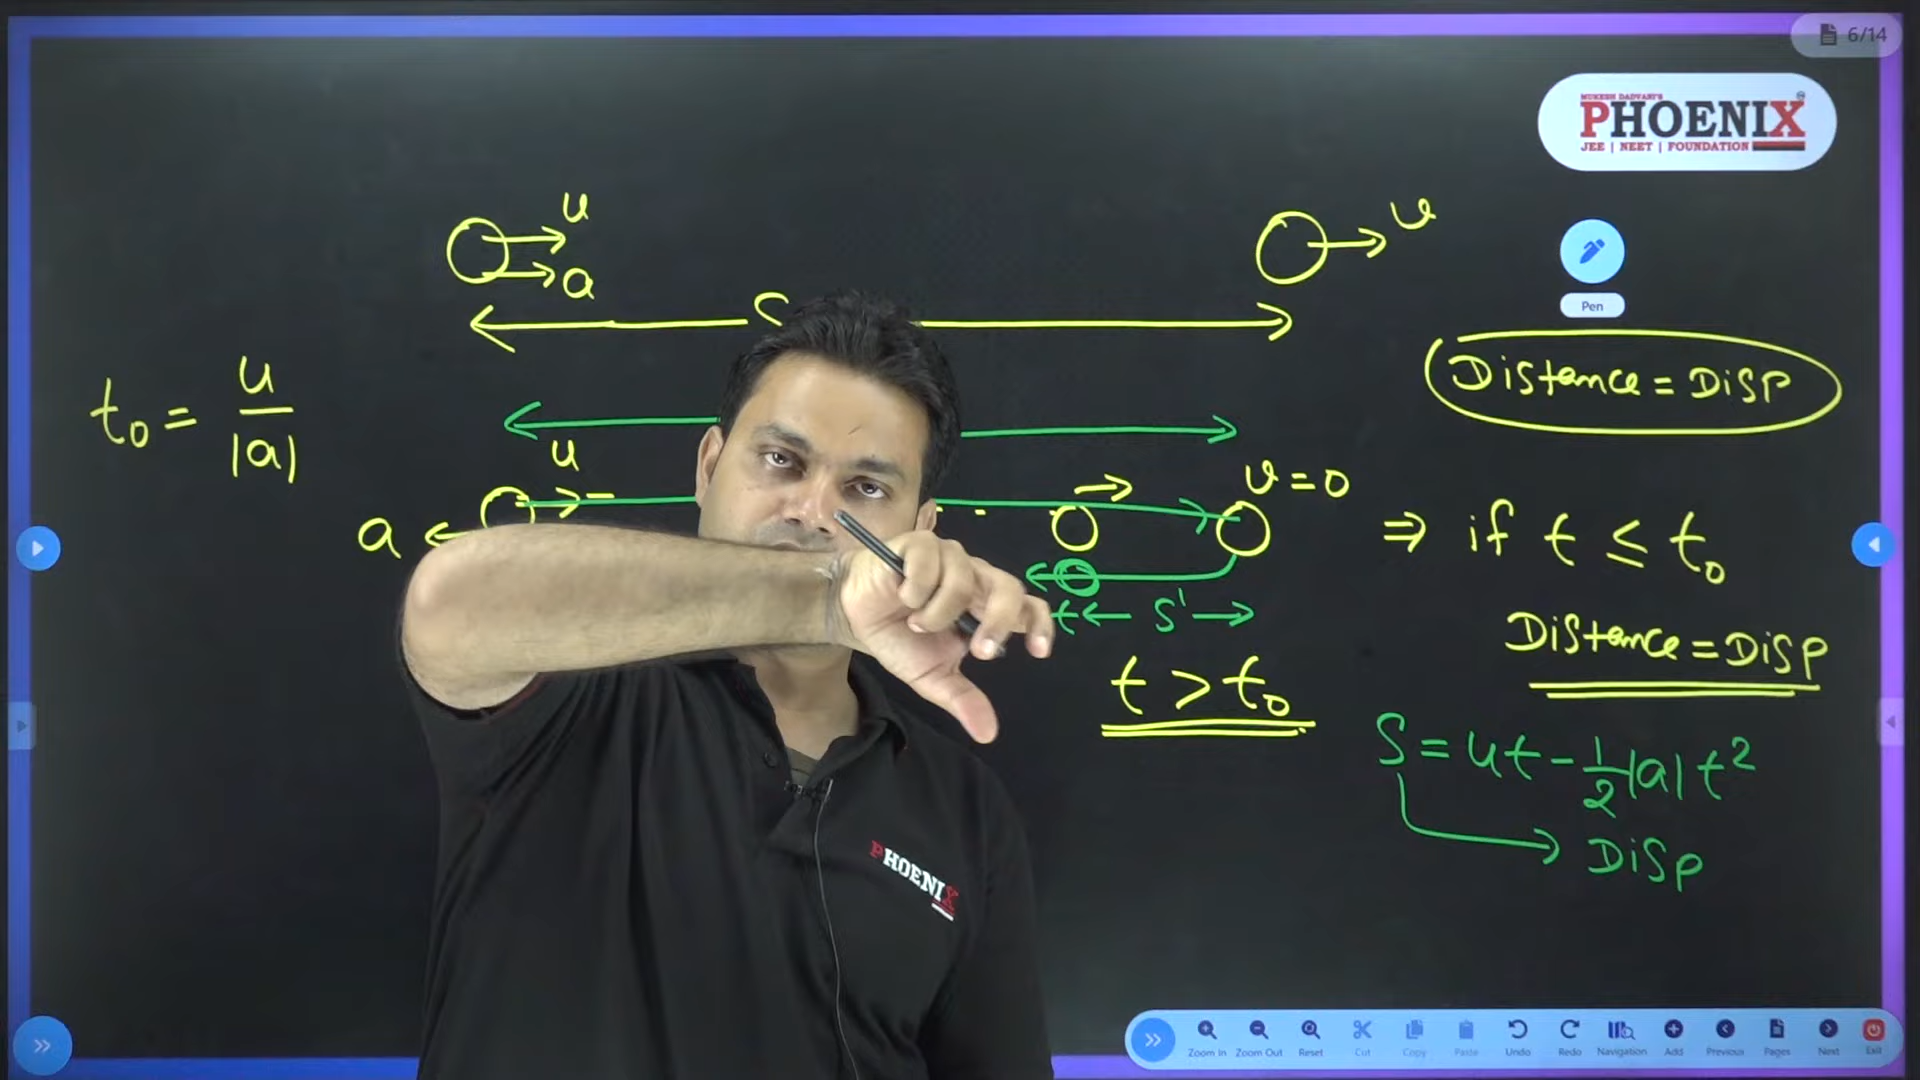 6/14
MUKESH DADVANI'S
PHOENIX
JEE | NEET | FOUNDATION
Pen
u
a
v
Distance = DISP
t₀ = u/|a|
u
a
v = 0
⇒ if t ≤ t₀
Distance = DISP
t
s'
t > t₀
S = ut - 1/2 |a| t²
DISP
PHOENIX
Zoom In Zoom Out Reset Cut Copy Paste Undo Redo Navigation Add Previous Pages Next Exit